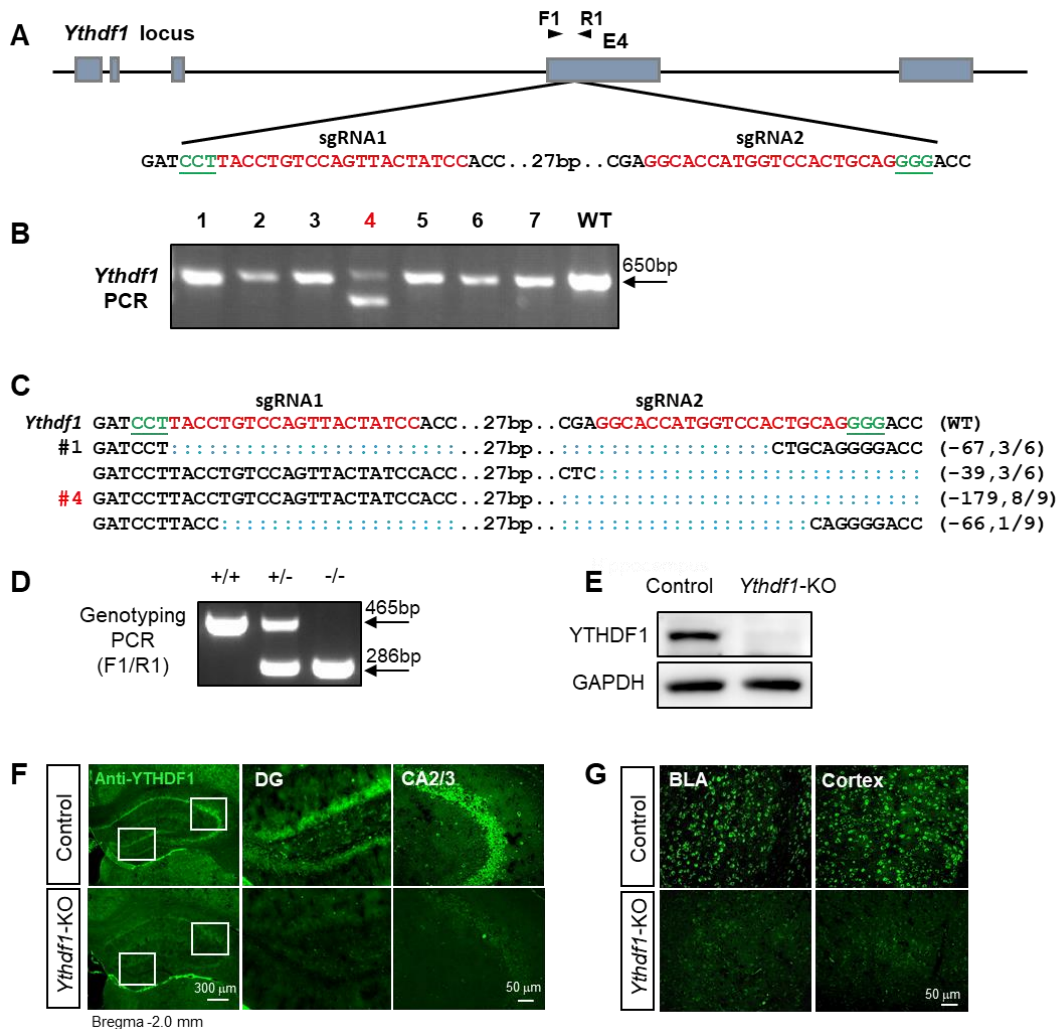 A
Ythdf1 locus
F1 R1
E4
sgRNA1 sgRNA2
GATCCTTACCTGTCCAGTTACTATCCACC..27bp..CGAGGCACCATGGTCCACTGCAGGGGACC
B
1 2 3 4 5 6 7 WT
Ythdf1
PCR
650bp
C
sgRNA1 sgRNA2
Ythdf1 GATCCTTACCTGTCCAGTTACTATCCACC..27bp..CGAGGCACCATGGTCCACTGCAGGGGACC (WT)
#1 GATCCT::::::::::::::::::::::::..27bp..::::::::::::::::::CTGCAGGGGACC (-67,3/6)
GATCCTTACCTGTCCAGTTACTATCCACC..27bp..CTC:::::::::::::::::::::::::::: (-39,3/6)
#4 GATCCTTACCTGTCCAGTTACTATCCACC..27bp..::::::::::::::::::::::::::::::: (-179,8/9)
GATCCTTACC::::::::::::::::::::..27bp..:::::::::::::::::::::CAGGGGACC (-66,1/9)
D
+/+ +/- -/-
Genotyping
PCR
(F1/R1)
465bp
286bp
E
Control Ythdf1-KO
YTHDF1
GAPDH
F
Control
Anti-YTHDF1 DG CA2/3
Ythdf1-KO
300 μm 50 μm
Bregma -2.0 mm
G
Control
BLA Cortex
Ythdf1-KO
50 μm